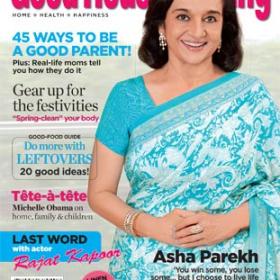 Good Housekeeping
HOME • HEALTH • HAPPINESS
45 WAYS TO BE
A GOOD PARENT!
Plus: Real-life moms tell
you how they do it
Gear up for
the festivities
"Spring-clean" your body
GOOD-FOOD GUIDE
Do more with
LEFTOVERS
20 good ideas!
Tête-à-tête
Michelle Obama on
home, family & children
LAST WORD
with actor
Rajat Kapoor
Asha Parekh
'You win some, you lose
some... but I choose to live life